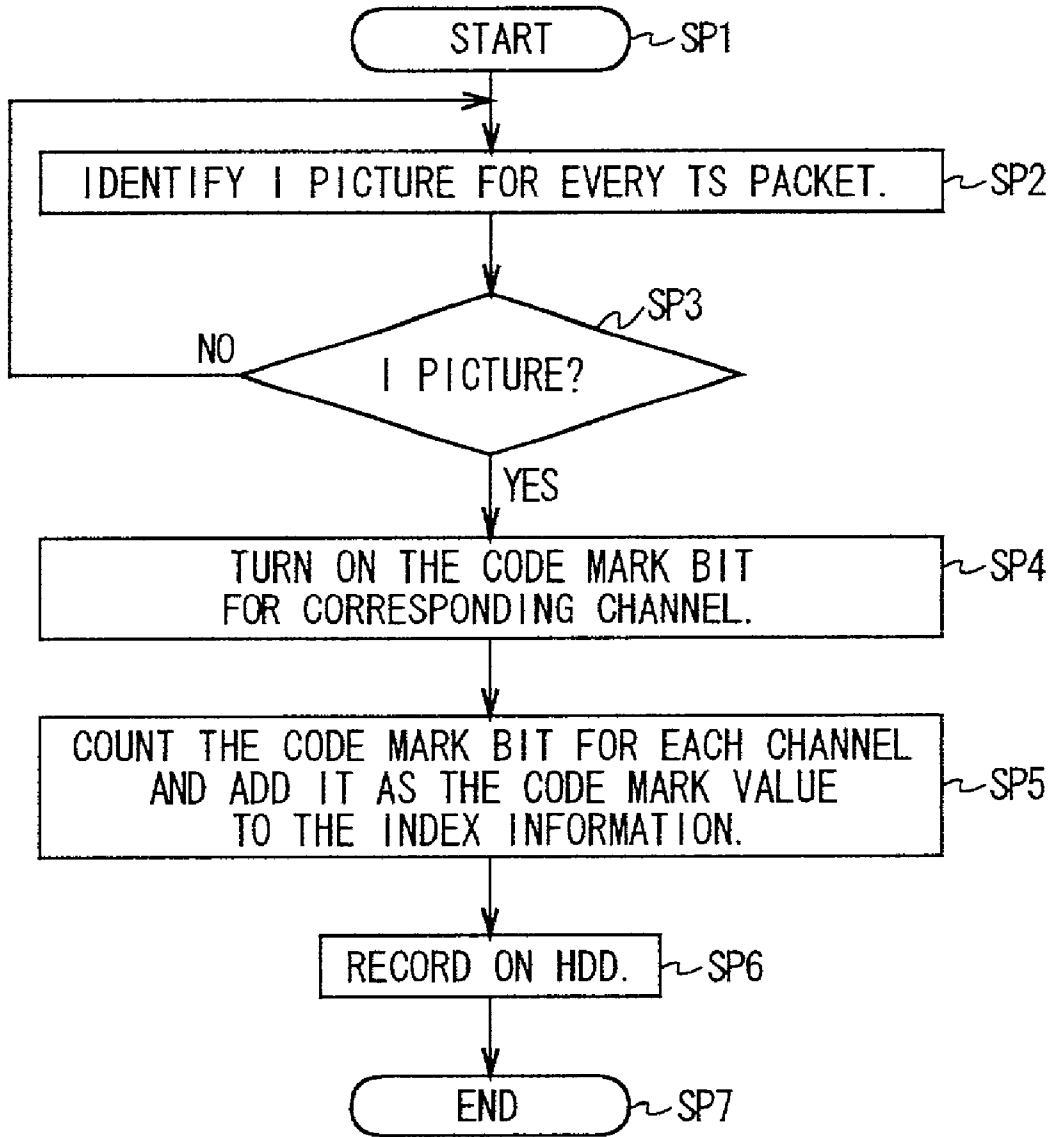 START
SP1
IDENTIFY I PICTURE FOR EVERY TS PACKET.
SP2
SP3
NO
I PICTURE?
YES
TURN ON THE CODE MARK BIT
FOR CORRESPONDING CHANNEL.
SP4
COUNT THE CODE MARK BIT FOR EACH CHANNEL
AND ADD IT AS THE CODE MARK VALUE
TO THE INDEX INFORMATION.
SP5
RECORD ON HDD.
SP6
END
SP7